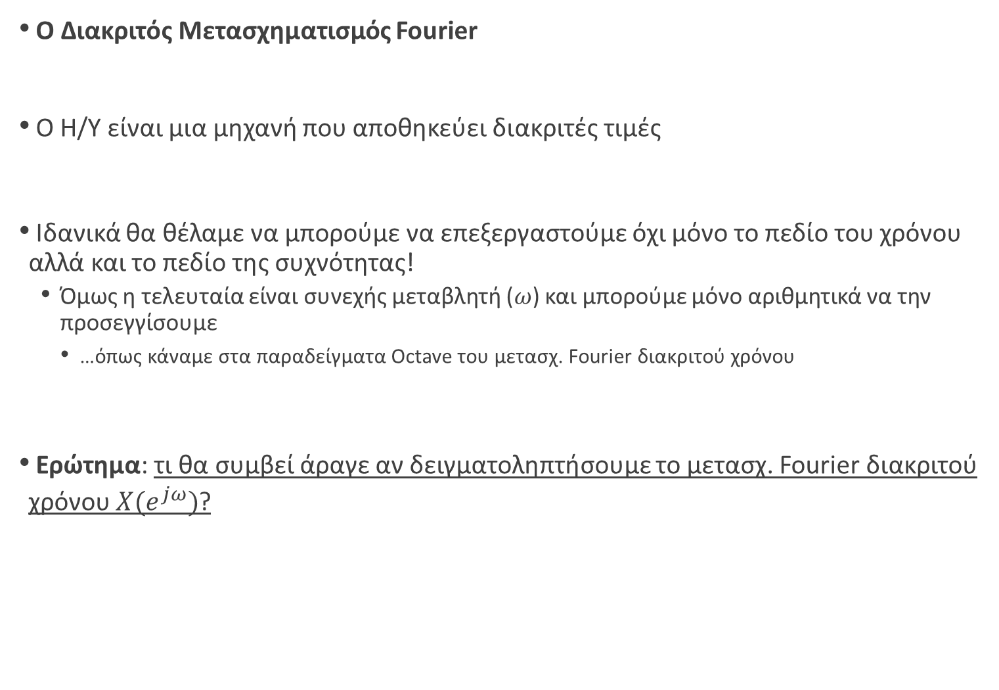 • Ο Διακριτός Μετασχηματισμός Fourier
• Ο Η/Υ είναι μια μηχανή που αποθηκεύει διακριτές τιμές
• Ιδανικά θα θέλαμε να μπορούμε να επεξεργαστούμε όχι μόνο το πεδίο του χρόνου
αλλά και το πεδίο της συχνότητας!
• Όμως η τελευταία είναι συνεχής μεταβλητή (𝜔) και μπορούμε μόνο αριθμητικά να την
προσεγγίσουμε
• …όπως κάναμε στα παραδείγματα Octave του μετασχ. Fourier διακριτού χρόνου
• Ερώτημα: τι θα συμβεί άραγε αν δειγματοληπτήσουμε το μετασχ. Fourier διακριτού
χρόνου $X(e^{j\omega})$?